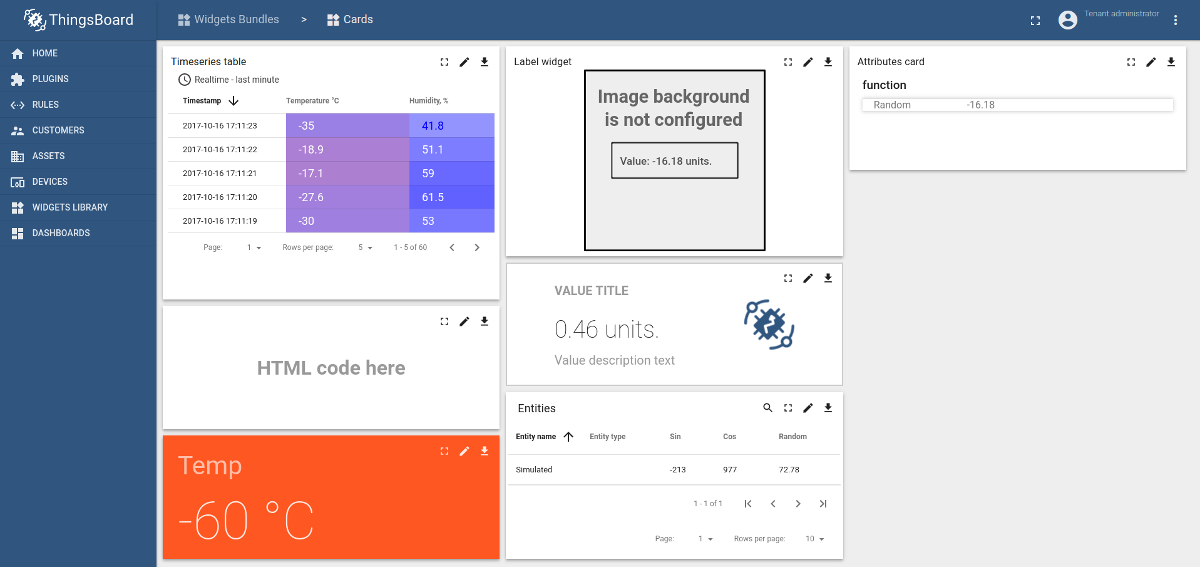 ThingsBoard
Widgets Bundles > Cards
Tenant administrator
HOME
PLUGINS
RULES
CUSTOMERS
ASSETS
DEVICES
WIDGETS LIBRARY
DASHBOARDS
Timeseries table
Realtime - last minute
Timestamp Temperature °C Humidity, %
2017-10-16 17:11:23 -35 41.8
2017-10-16 17:11:22 -18.9 51.1
2017-10-16 17:11:21 -17.1 59
2017-10-16 17:11:20 -27.6 61.5
2017-10-16 17:11:19 -30 53
Page: 1 Rows per page: 5 1 - 5 of 60
HTML code here
Temp
-60 °C
Label widget
Image background
is not configured
Value: -16.18 units.
VALUE TITLE
0.46 units.
Value description text
Entities
Entity name Entity type Sin Cos Random
Simulated -213 977 72.78
1 - 1 of 1
Page: 1 Rows per page: 10
Attributes card
function
Random -16.18